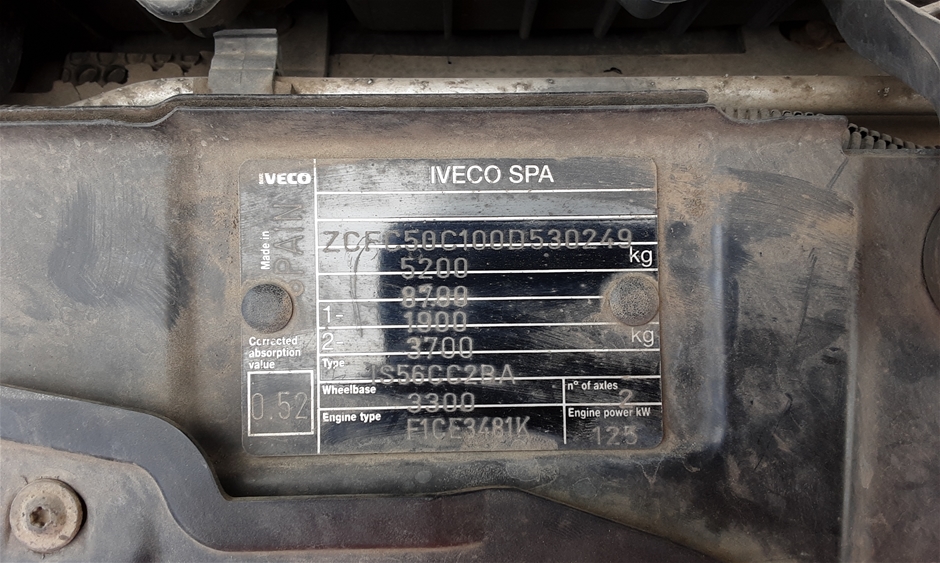 IVECO
IVECO SPA
Made in
SPAIN
ZCFC50C100D530249
5200 kg
8700
1- 1900
2- 3700 kg
Corrected
absorption
value
0.52
Type
IS56CC2BA
Wheelbase
3300
n° of axles
2
Engine type
F1CE3481K
Engine power kW
125